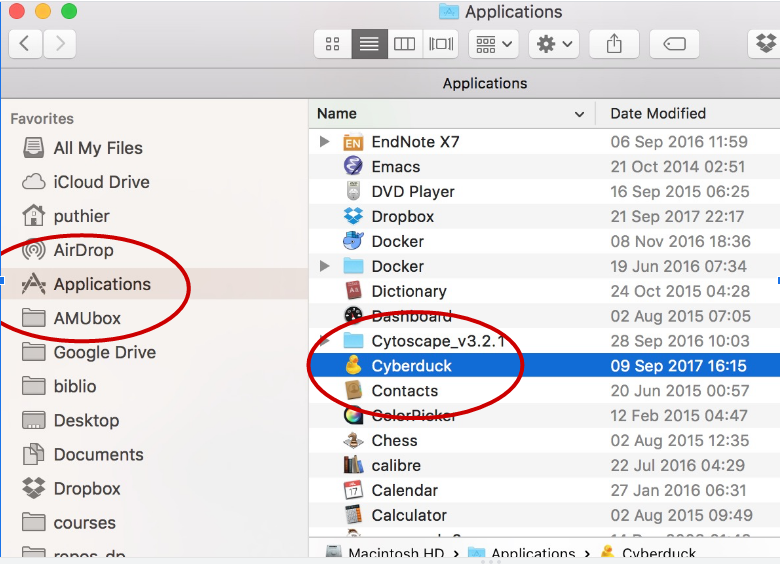 Applications
Applications
Favorites
All My Files
iCloud Drive
puthier
AirDrop
Applications
AMUbox
Google Drive
biblio
Desktop
Documents
Dropbox
courses
repos_dp
Name Date Modified
EndNote X7 06 Sep 2016 11:59
Emacs 21 Oct 2014 02:51
DVD Player 16 Sep 2015 06:25
Dropbox 21 Sep 2017 22:17
Docker 08 Nov 2016 18:36
Docker 19 Jun 2016 07:34
Dictionary 24 Oct 2015 04:28
Dashboard 02 Aug 2015 07:05
Cytoscape_v3.2.1 28 Sep 2016 10:03
Cyberduck 09 Sep 2017 16:15
Contacts 20 Jun 2015 00:57
ColorPicker 12 Feb 2015 04:47
Chess 02 Aug 2015 12:35
calibre 22 Jul 2016 04:29
Calendar 27 Jan 2016 06:31
Calculator 02 Aug 2015 09:49
Macintosh HD › Applications › Cyberduck